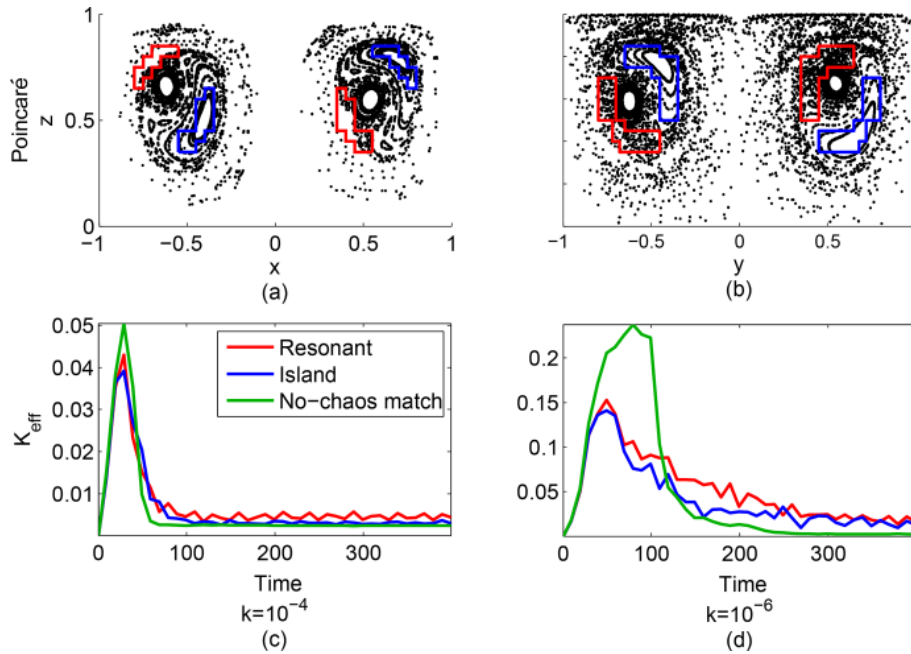 Poincaré
z
1
0.5
0
−1
−0.5
0
0.5
1
x
(a)
−1
−0.5
0
0.5
y
(b)
K_eff
0.05
0.04
0.03
0.02
0.01
0
100
200
300
Resonant
Island
No−chaos match
Time
k=10⁻⁴
(c)
0.2
0.15
0.1
0.05
0
100
200
300
Time
k=10⁻⁶
(d)